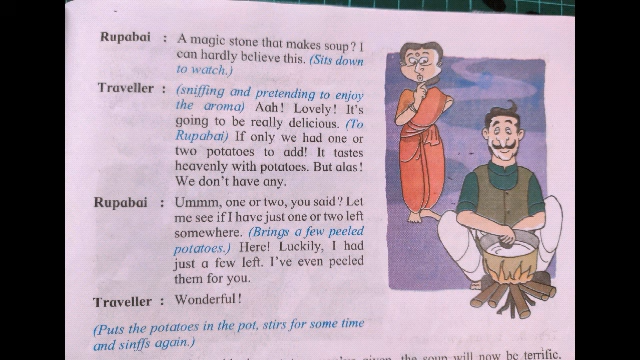 Rupabai : A magic stone that makes soup? I
can hardly believe this. (Sits down
to watch.)
Traveller : (sniffing and pretending to enjoy
the aroma) Aah! Lovely! It's
going to be really delicious. (To
Rupabai) If only we had one or
two potatoes to add! It tastes
heavenly with potatoes. But alas!
We don't have any.
Rupabai : Ummm, one or two, you said? Let
me see if I have just one or two left
somewhere. (Brings a few peeled
potatoes.) Here! Luckily, I had
just a few left. I've even peeled
them for you.
Traveller : Wonderful!
(Puts the potatoes in the pot, stirs for some time
and sinffs again.)
given, the soup will now be terrific.